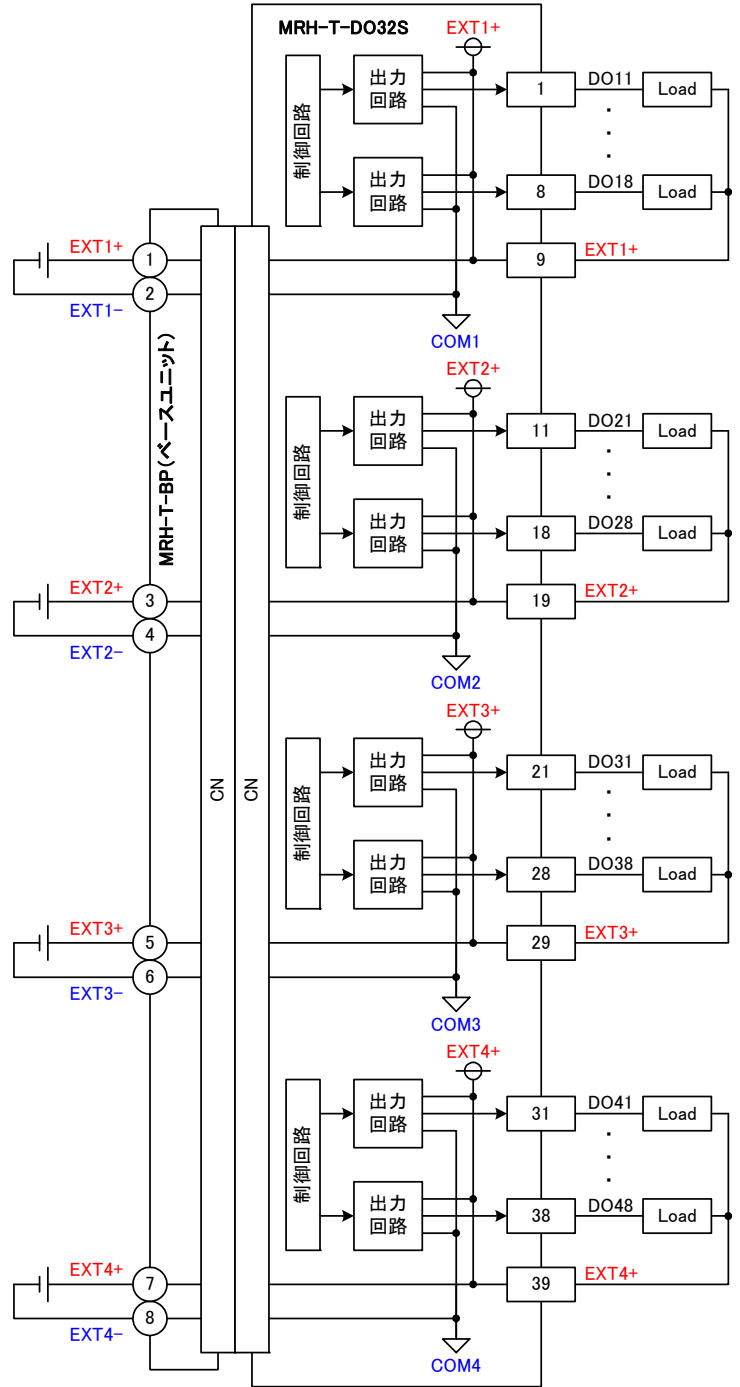 MRH-T-DO32S
EXT1+
制御回路
出力
回路
1
DO11
Load
出力
回路
8
DO18
Load
EXT1+
1
9
EXT1+
2
EXT1-
COM1
MRH-T-BP(ベースユニット)
EXT2+
制御回路
出力
回路
11
DO21
Load
出力
回路
18
DO28
Load
EXT2+
3
19
EXT2+
4
EXT2-
COM2
CN
CN
EXT3+
制御回路
出力
回路
21
DO31
Load
出力
回路
28
DO38
Load
EXT3+
5
29
EXT3+
6
EXT3-
COM3
EXT4+
制御回路
出力
回路
31
DO41
Load
出力
回路
38
DO48
Load
EXT4+
7
39
EXT4+
8
EXT4-
COM4